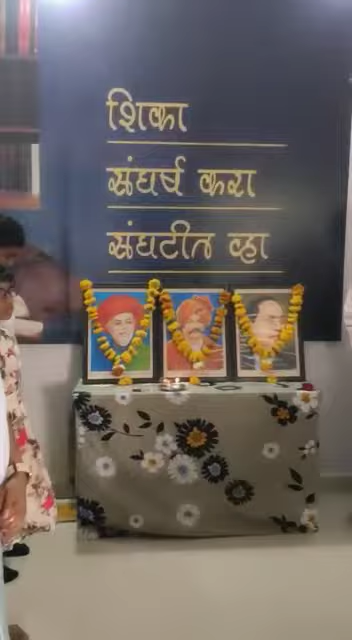 शिका
संघर्ष करा
संघटीत व्हा